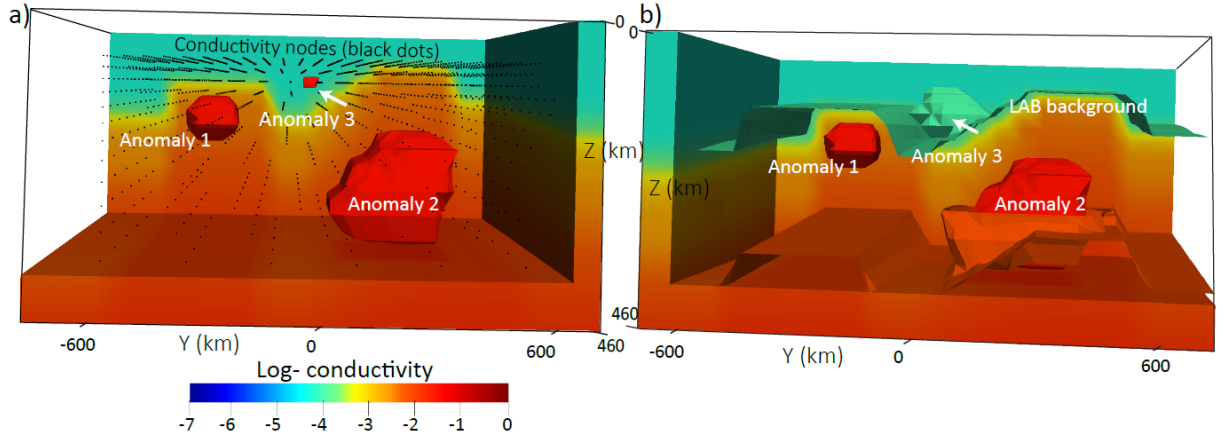 a)
0
Conductivity nodes (black dots)
Anomaly 1
Anomaly 3
Anomaly 2
Z (km)
460
-600
Y (km)
0
600
460
Log- conductivity
-7
-6
-5
-4
-3
-2
-1
0
b)
0
LAB background
Anomaly 1
Anomaly 3
Anomaly 2
Z (km)
-600
Y (km)
0
600